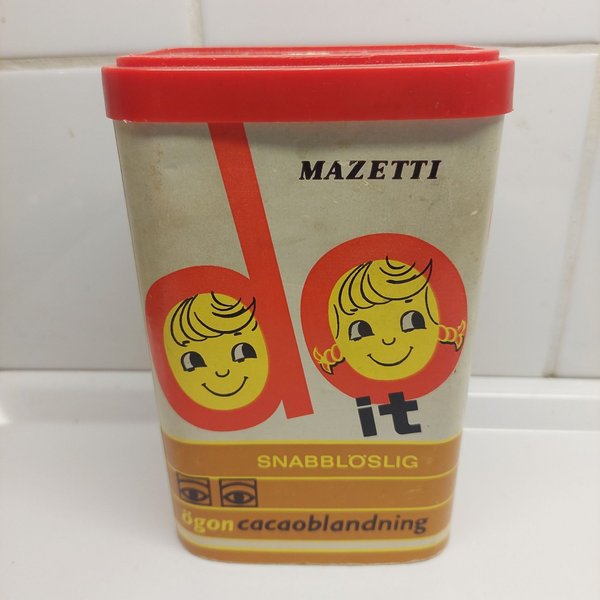 MAZETTI
do
it
SNABBLÖSLIG
ögon cacaoblandning